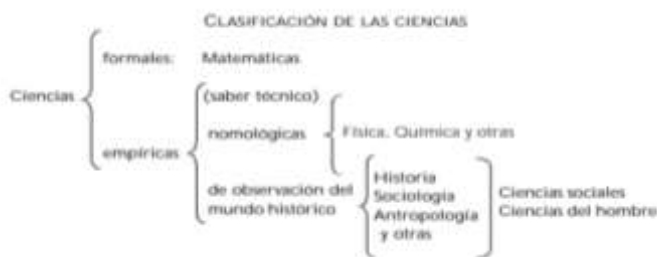 CLASIFICACIÓN DE LAS CIENCIAS
Ciencias
formales: Matemáticas
empíricas
(saber técnico)
nomológicas
Física, Química y otras
de observación del
mundo histórico
Historia
Sociología
Antropología
y otras
Ciencias sociales
Ciencias del hombre